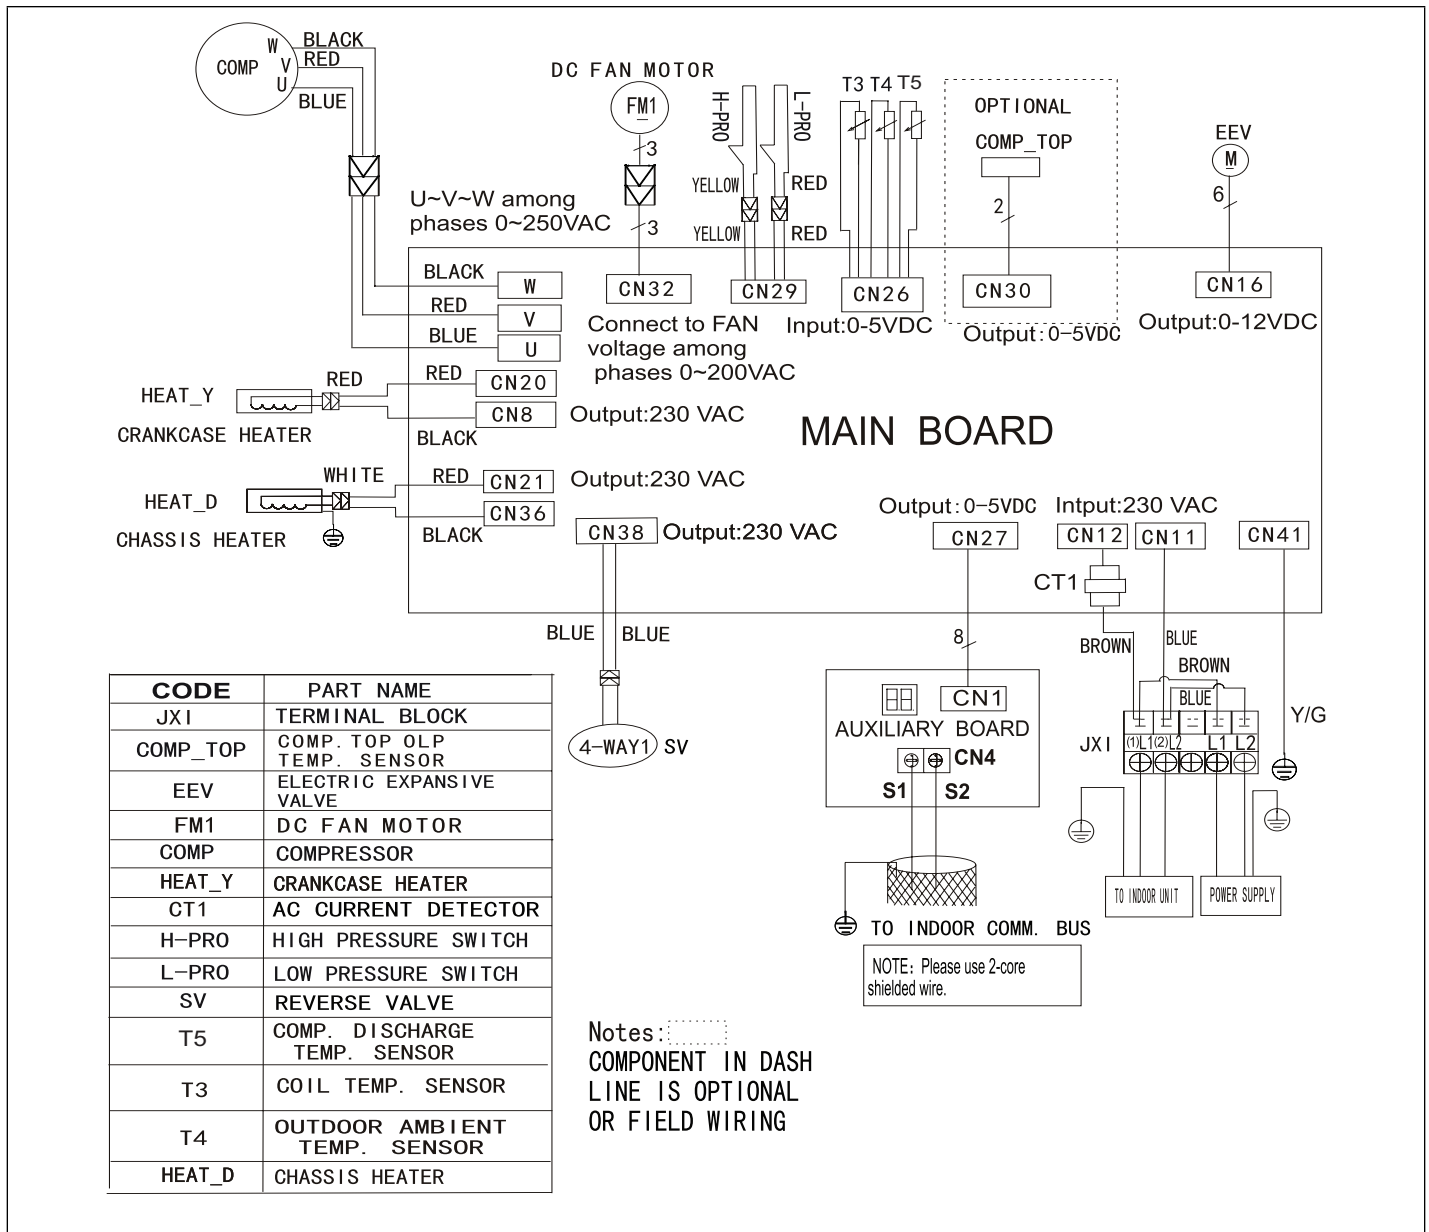 COMP
W
V
U
BLACK
RED
BLUE
DC FAN MOTOR
FM1
3
3
H-PRO
L-PRO
YELLOW
RED
YELLOW
RED
T3 T4 T5
OPTIONAL
COMP_TOP
2
EEV
M
6
U~V~W among
phases 0~250VAC
BLACK
W
RED
V
BLUE
U
CN32
Connect to FAN
voltage among
phases 0~200VAC
CN29
CN26
Input:0-5VDC
CN30
Output:0-5VDC
CN16
Output:0-12VDC
HEAT_Y
CRANKCASE HEATER
RED
RED
CN20
CN8
Output:230 VAC
BLACK
MAIN BOARD
HEAT_D
CHASSIS HEATER
WHITE
RED
CN21
Output:230 VAC
CN36
BLACK
CN38
Output:230 VAC
Output:0-5VDC
CN27
Intput:230 VAC
CN12
CN11
CN41
CT1
BLUE
BLUE
4-WAY1
SV
8
CN1
AUXILIARY BOARD
CN4
S1
S2
TO INDOOR COMM. BUS
NOTE: Please use 2-core
shielded wire.
BROWN
BLUE
BROWN
BLUE
JX1
(1)L1(2)L2 L1 L2
Y/G
TO INDOOR UNIT
POWER SUPPLY
CODE PART NAME
JX1 TERMINAL BLOCK
COMP_TOP COMP. TOP OLP
TEMP. SENSOR
EEV ELECTRIC EXPANSIVE
VALVE
FM1 DC FAN MOTOR
COMP COMPRESSOR
HEAT_Y CRANKCASE HEATER
CT1 AC CURRENT DETECTOR
H-PRO HIGH PRESSURE SWITCH
L-PRO LOW PRESSURE SWITCH
SV REVERSE VALVE
T5 COMP. DISCHARGE
TEMP. SENSOR
T3 COIL TEMP. SENSOR
T4 OUTDOOR AMBIENT
TEMP. SENSOR
HEAT_D CHASSIS HEATER
Notes:
COMPONENT IN DASH
LINE IS OPTIONAL
OR FIELD WIRING